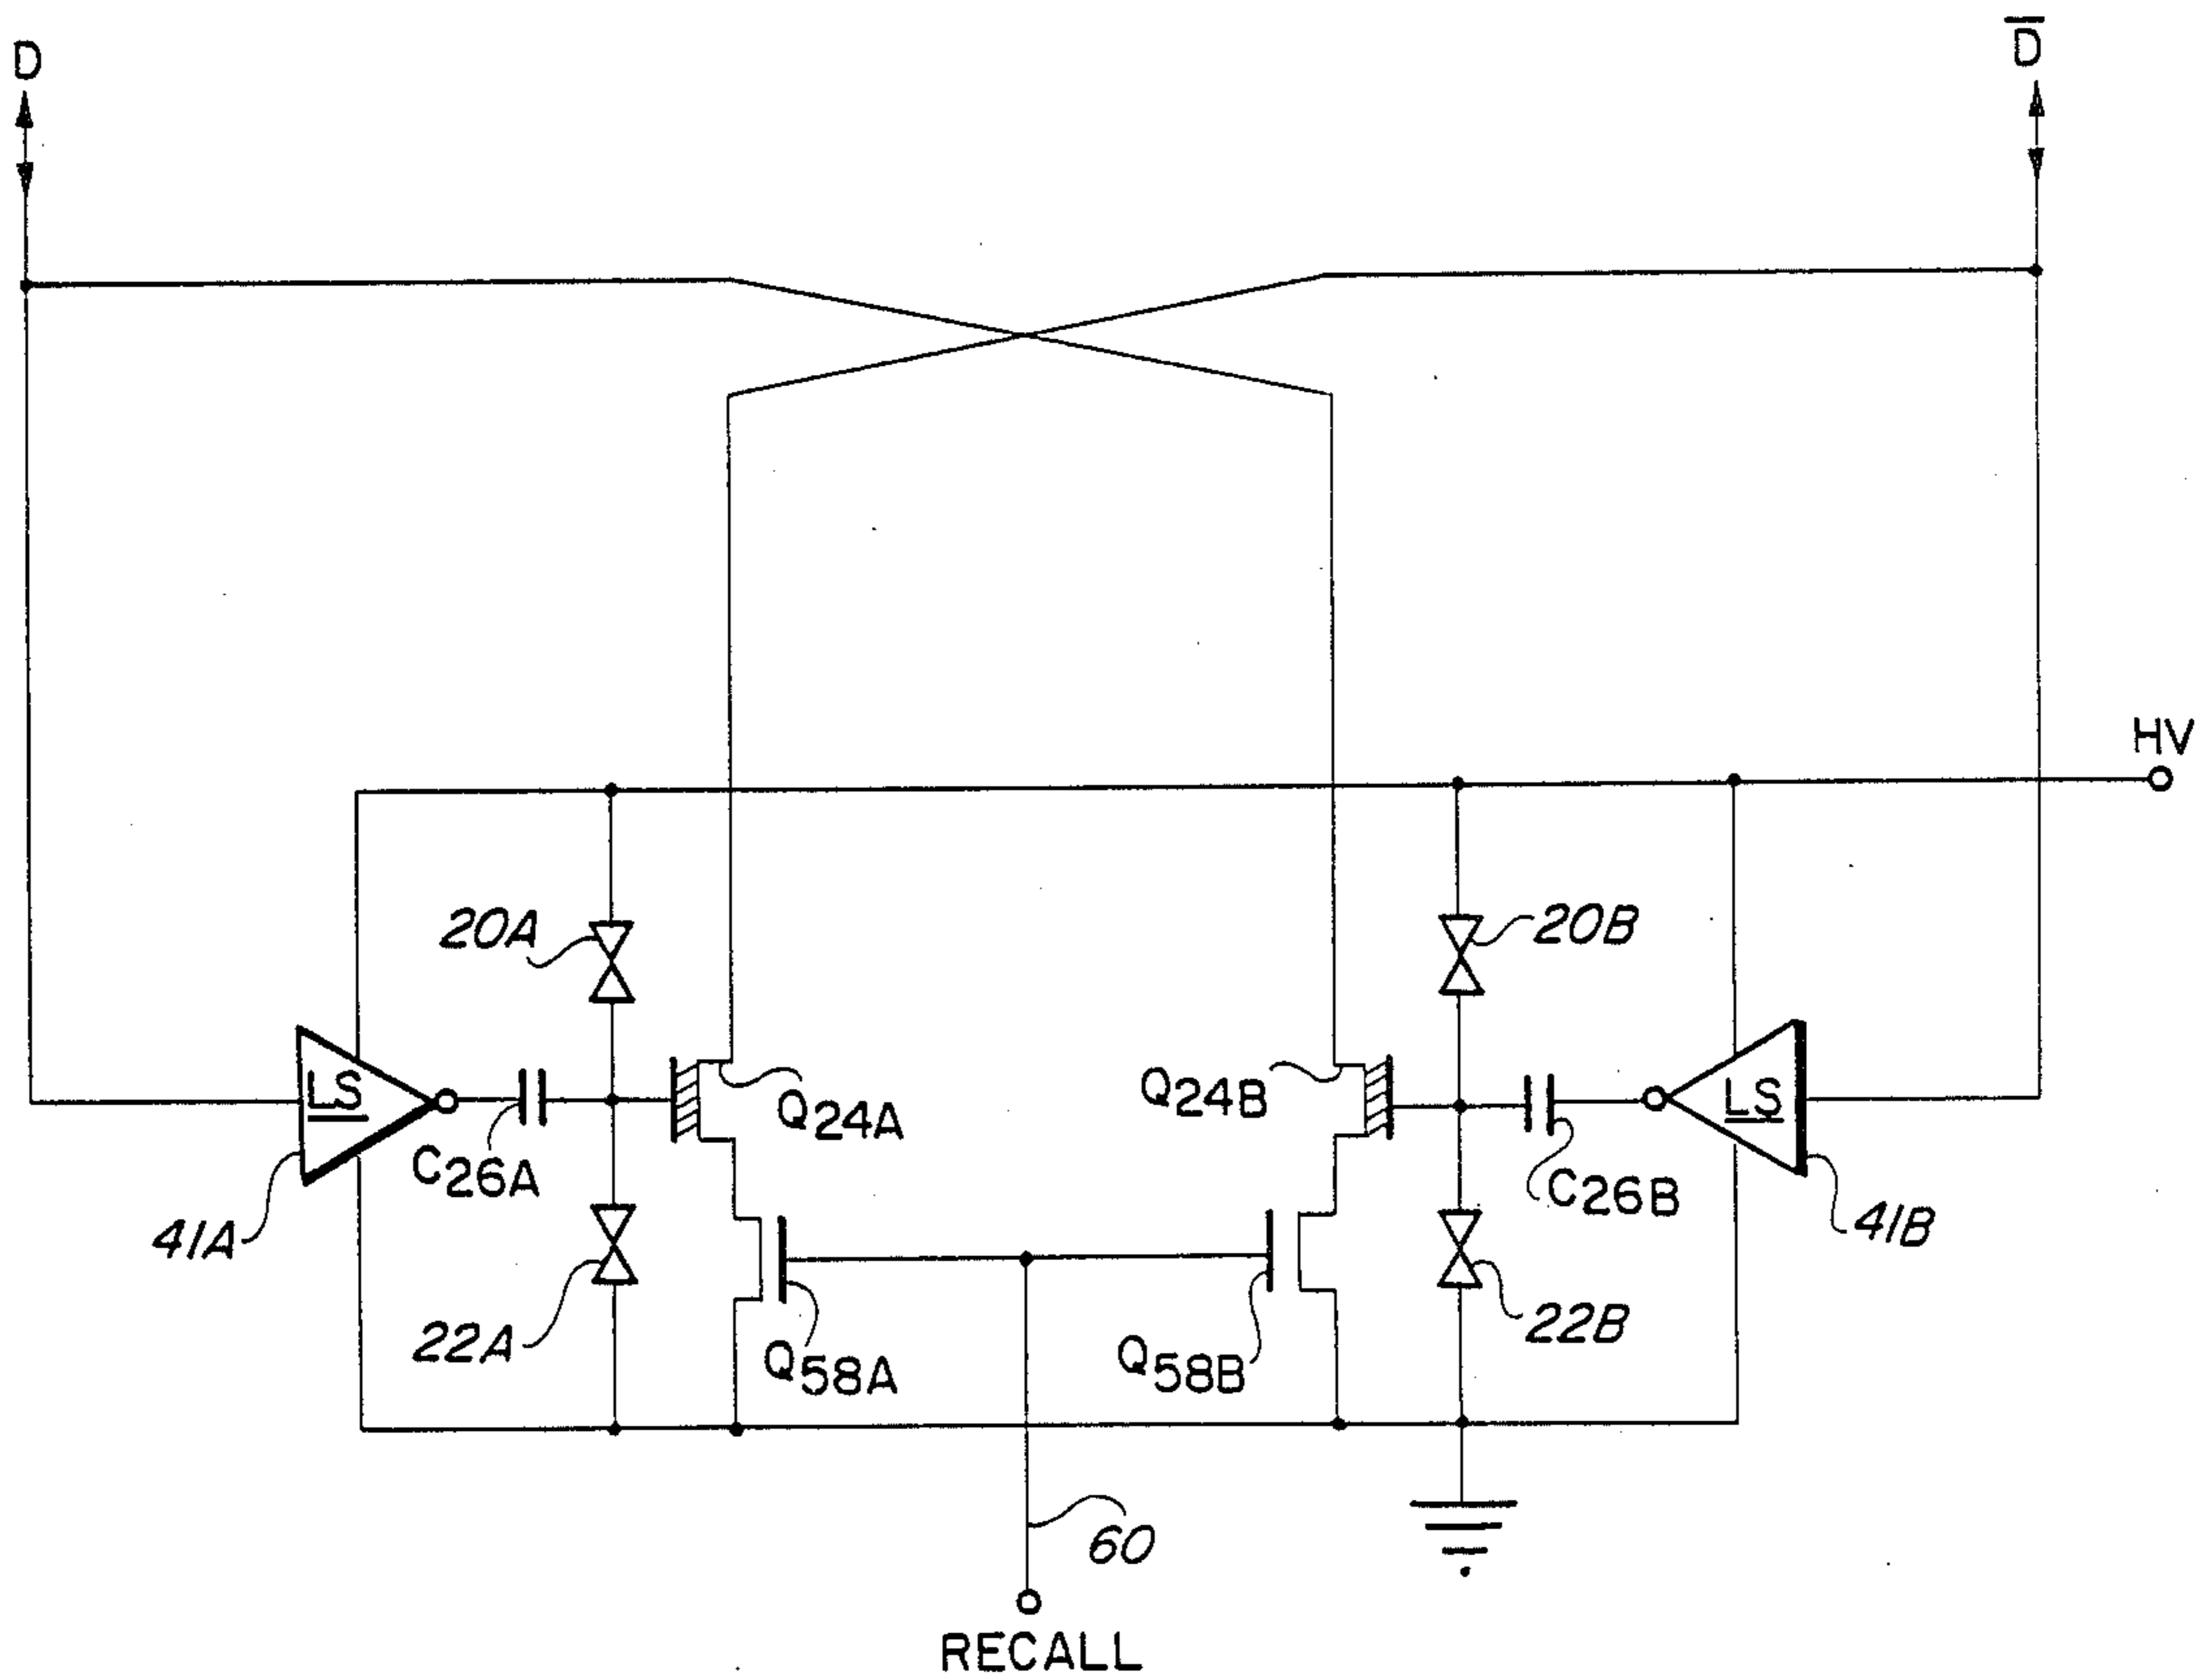 D
D̅
HV
20A
20B
LS
LS
Q24A
Q24B
C26A
C26B
41A
41B
22A
22B
Q58A
Q58B
60
RECALL